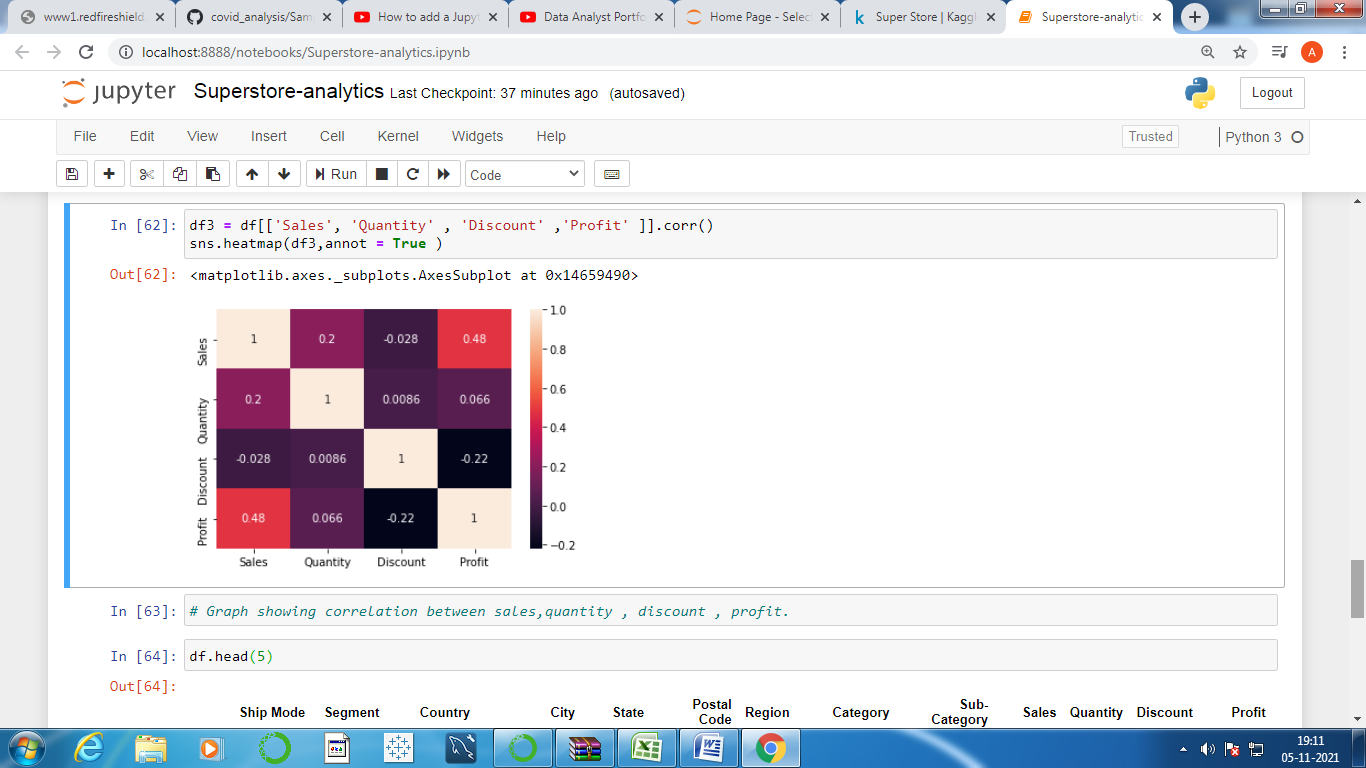 www1.redfireshield.
covid_analysis/Sam
How to add a Jupyt
Data Analyst Portfo
Home Page - Select
Super Store | Kaggl
Superstore-analytic
localhost:8888/notebooks/Superstore-analytics.ipynb
A
jupyter Superstore-analytics Last Checkpoint: 37 minutes ago (autosaved)
Logout
File Edit View Insert Cell Kernel Widgets Help
Trusted
Python 3
Run
Code
In [62]: df3 = df[['Sales', 'Quantity' , 'Discount' ,'Profit' ]].corr()
sns.heatmap(df3,annot = True )
Out[62]: <matplotlib.axes._subplots.AxesSubplot at 0x14659490>
1.0
0.8
0.6
0.4
0.2
0.0
−0.2
Sales 1 0.2 -0.028 0.48
Quantity 0.2 1 0.0086 0.066
Discount -0.028 0.0086 1 -0.22
Profit 0.48 0.066 -0.22 1
Sales Quantity Discount Profit
In [63]: # Graph showing correlation between sales,quantity , discount , profit.
In [64]: df.head(5)
Out[64]:
Ship Mode Segment Country City State Postal Code Region Category Sub-Category Sales Quantity Discount Profit
19:11
05-11-2021